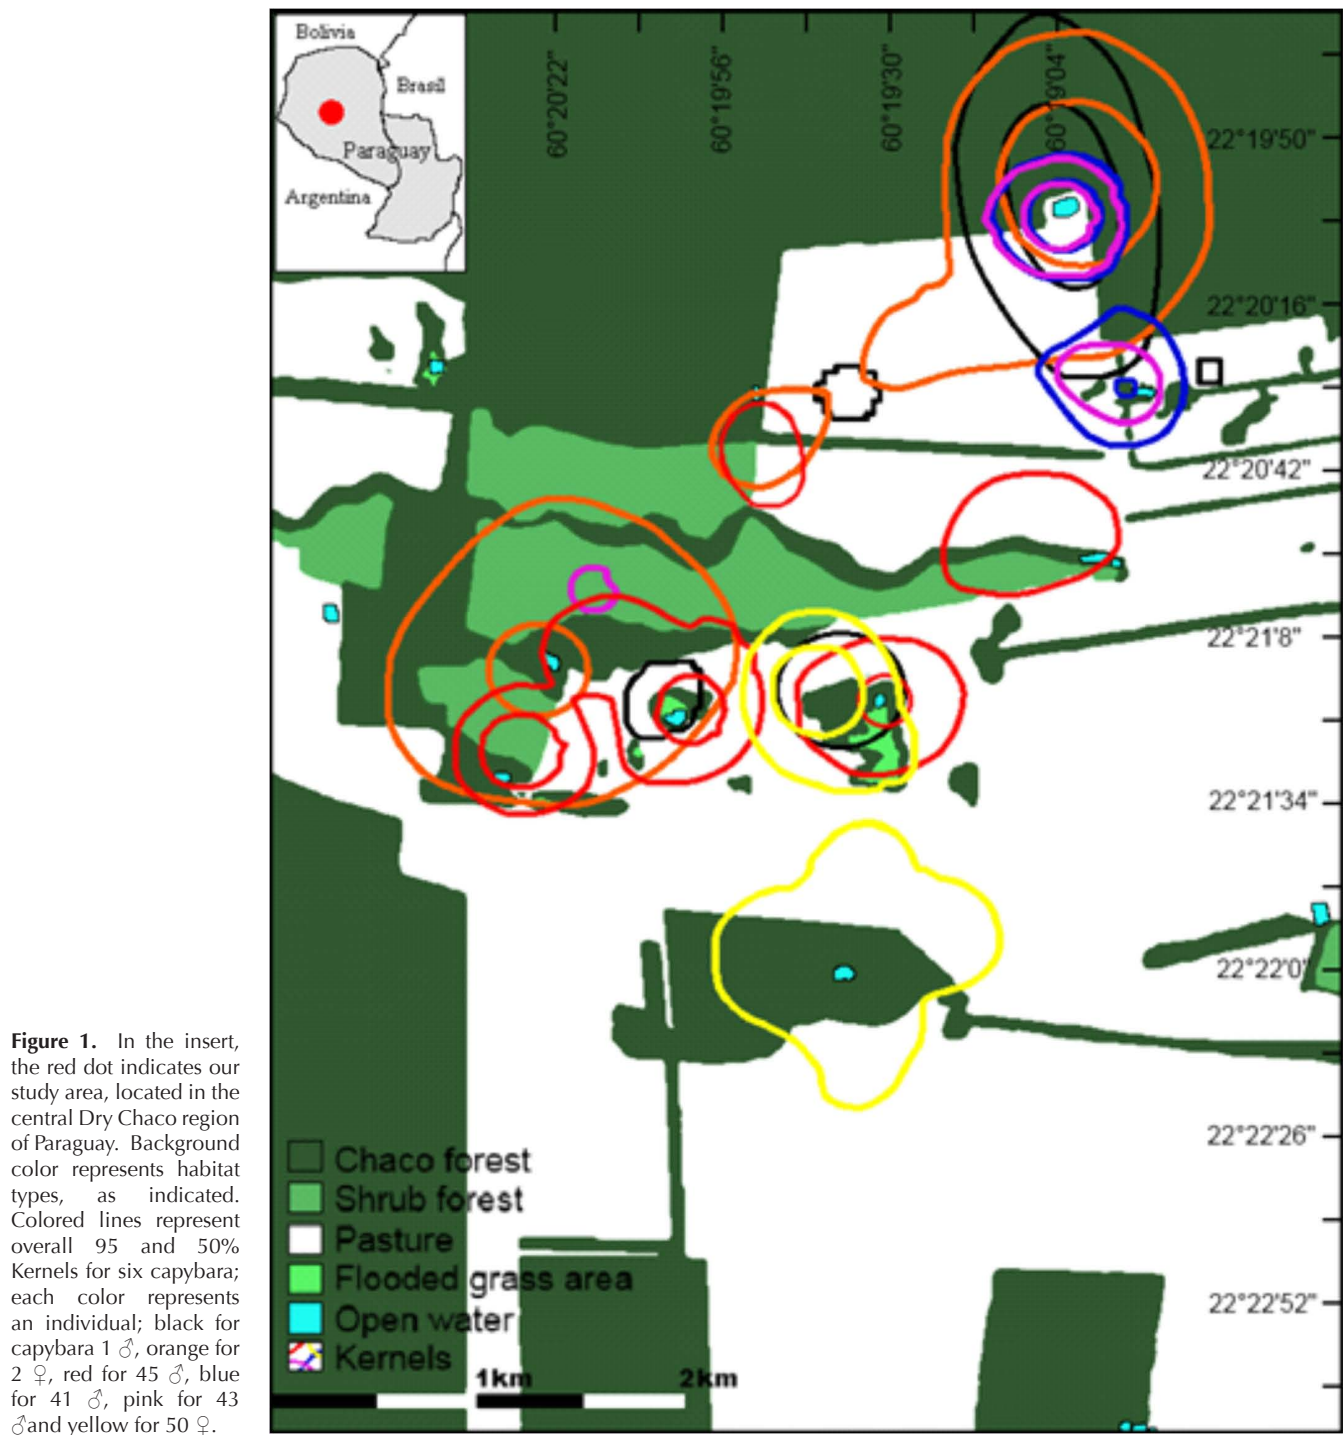 Bolivia
Brasil
Paraguay
Argentina
60°20'22"
60°19'56"
60°19'30"
60°19'04"
22°19'50"
22°20'16"
22°20'42"
22°21'8"
22°21'34"
22°22'0"
22°22'26"
22°22'52"
Chaco forest
Shrub forest
Pasture
Flooded grass area
Open water
Kernels
1km 2km
Figure 1. In the insert,
the red dot indicates our
study area, located in the
central Dry Chaco region
of Paraguay. Background
color represents habitat
types, as indicated.
Colored lines represent
overall 95 and 50%
Kernels for six capybara;
each color represents
an individual; black for
capybara 1 ♂, orange for
2 ♀, red for 45 ♂, blue
for 41 ♂, pink for 43
♂and yellow for 50 ♀.